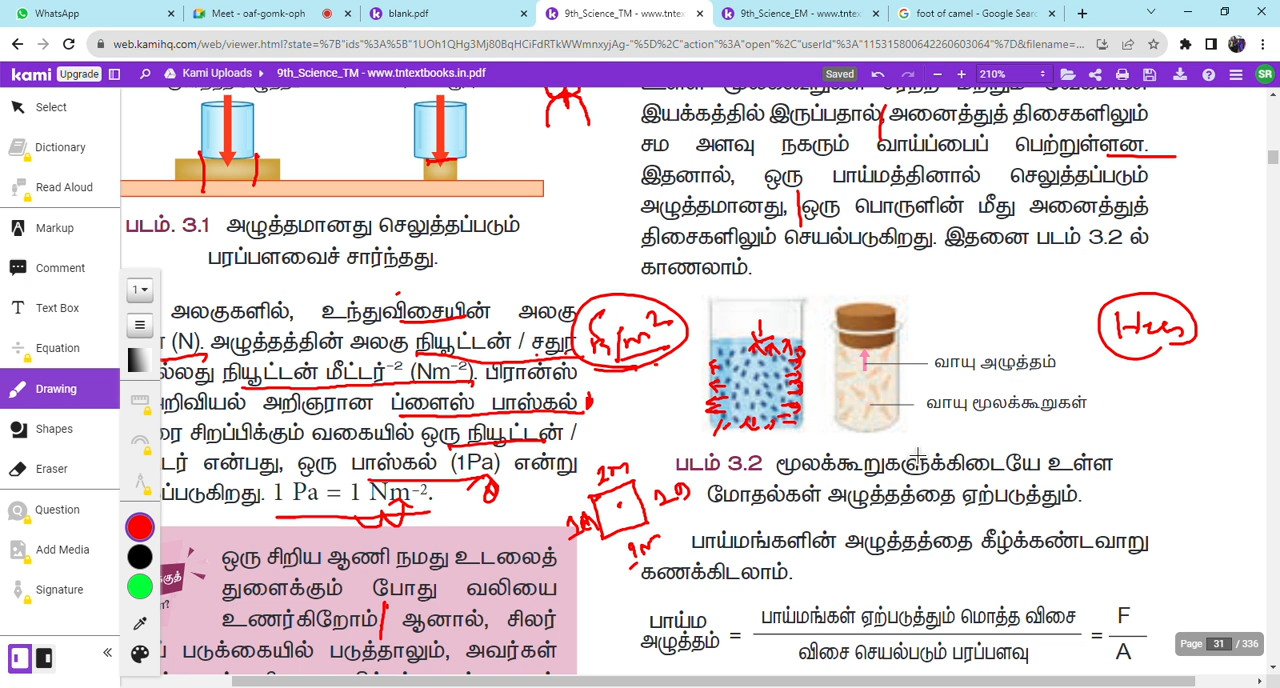 WhatsApp
Meet - oaf-gomk-oph
blank.pdf
9th_Science_TM - www.tntex
9th_Science_EM - www.tntex
foot of camel - Google Sear
web.kamihq.com/web/viewer.html?state=%7B"ids"%3A%5B"1UOh1QHg3Mj80BqHCiFdRTkWWmnxyjAg-"%5D%2C"action"%3A"open"%2C"userId"%3A"115315800642260603064"%7D&filename=...
kami Upgrade
Kami Uploads
9th_Science_TM - www.tntextbooks.in.pdf
Saved
210%
SR
Select
Dictionary
Read Aloud
Markup
Comment
Text Box
Equation
Drawing
Shapes
Eraser
Question
Add Media
Signature
1
படம். 3.1 அழுத்தமானது செலுத்தப்படும்
பரப்பளவைச் சார்ந்தது.
அலகுகளில், உந்துவிசையின் அலகு
(N). அழுத்தத்தின் அலகு நியூட்டன் / சதுர
ல்லது நியூட்டன் மீட்டர்⁻² (Nm⁻²). பிரான்ஸ்
அறிவியல் அறிஞரான ப்ளைஸ் பாஸ்கல்
ரை சிறப்பிக்கும் வகையில் ஒரு நியூட்டன் /
டர் என்பது, ஒரு பாஸ்கல் (1Pa) என்று
ப்படுகிறது. 1 Pa = 1 Nm⁻².
ஒரு சிறிய ஆணி நமது உடலைத்
துளைக்கும் போது வலியை
உணர்கிறோம் ஆனால், சிலர்
படுக்கையில் படுத்தாலும், அவர்கள்
இயக்கத்தில் இருப்பதால் அனைத்துத் திசைகளிலும்
சம அளவு நகரும் வாய்ப்பைப் பெற்றுள்ளன.
இதனால், ஒரு பாய்மத்தினால் செலுத்தப்படும்
அழுத்தமானது, ஒரு பொருளின் மீது அனைத்துத்
திசைகளிலும் செயல்படுகிறது. இதனை படம் 3.2 ல்
காணலாம்.
வாயு அழுத்தம்
வாயு மூலக்கூறுகள்
படம் 3.2 மூலக்கூறுகளுக்கிடையே உள்ள
மோதல்கள் அழுத்தத்தை ஏற்படுத்தும்.
பாய்மங்களின் அழுத்தத்தை கீழ்க்கண்டவாறு
கணக்கிடலாம்.
பாய்ம அழுத்தம் = பாய்மங்கள் ஏற்படுத்தும் மொத்த விசை / விசை செயல்படும் பரப்பளவு = F / A
Page 31 / 336